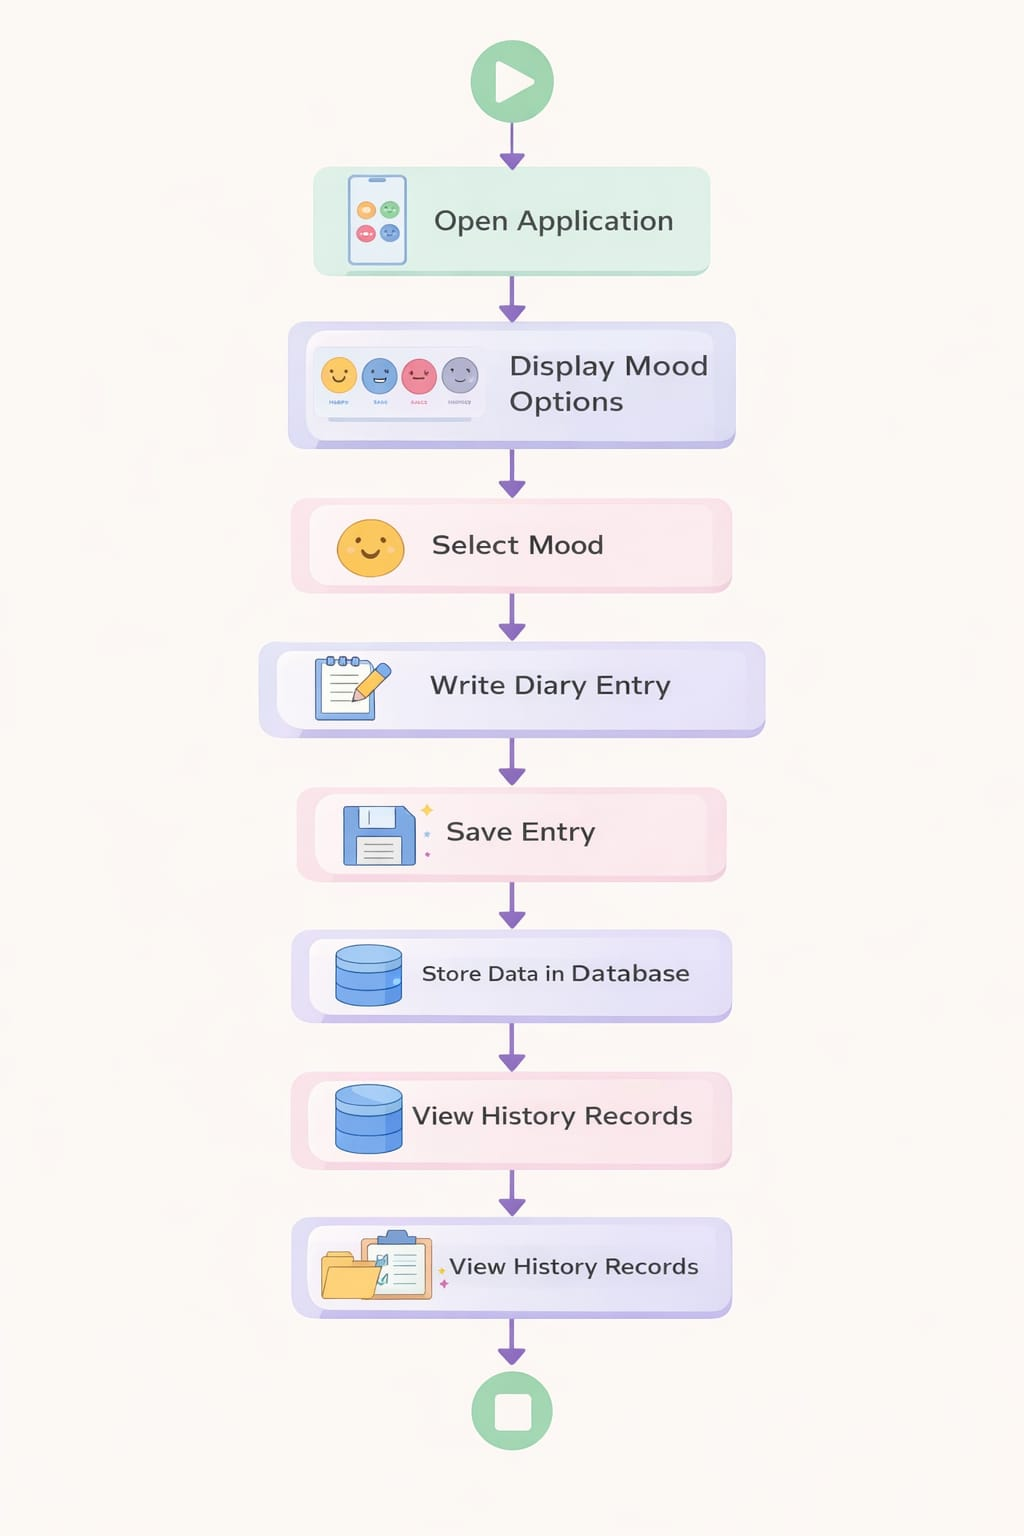 Open Application
Display Mood
Options
Select Mood
Write Diary Entry
Save Entry
Store Data in Database
View History Records
View History Records